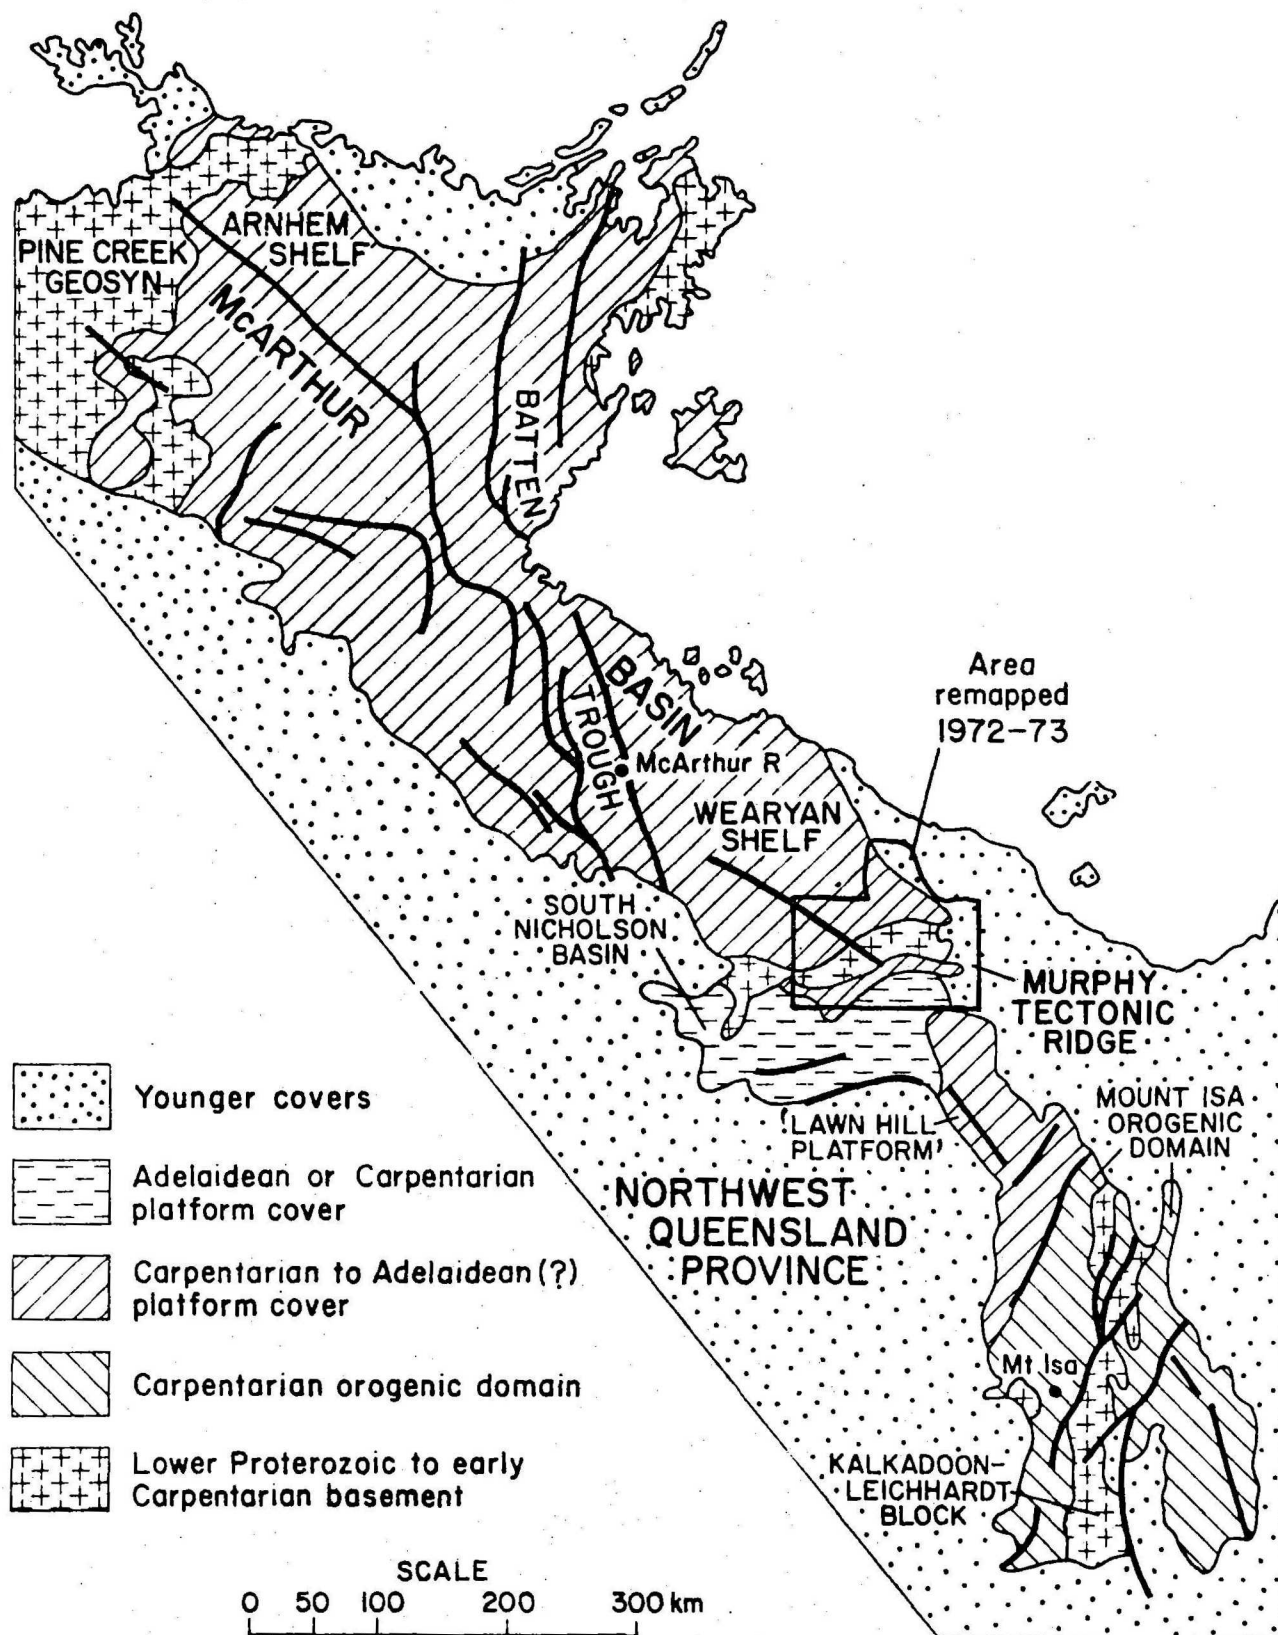 ARNHEM
SHELF
PINE CREEK
GEOSYN
McARTHUR
BATTEN
BASIN
TROUGH
McArthur R
Area
remapped
1972-73
WEARYAN
SHELF
SOUTH
NICHOLSON
BASIN
MURPHY
TECTONIC
RIDGE
MOUNT ISA
OROGENIC
DOMAIN
'LAWN HILL
PLATFORM'
NORTHWEST
QUEENSLAND
PROVINCE
Mt Isa
KALKADOON-
LEICHHARDT
BLOCK
Younger covers
Adelaidean or Carpentarian
platform cover
Carpentarian to Adelaidean (?)
platform cover
Carpentarian orogenic domain
Lower Proterozoic to early
Carpentarian basement
SCALE
0 50 100 200 300 km